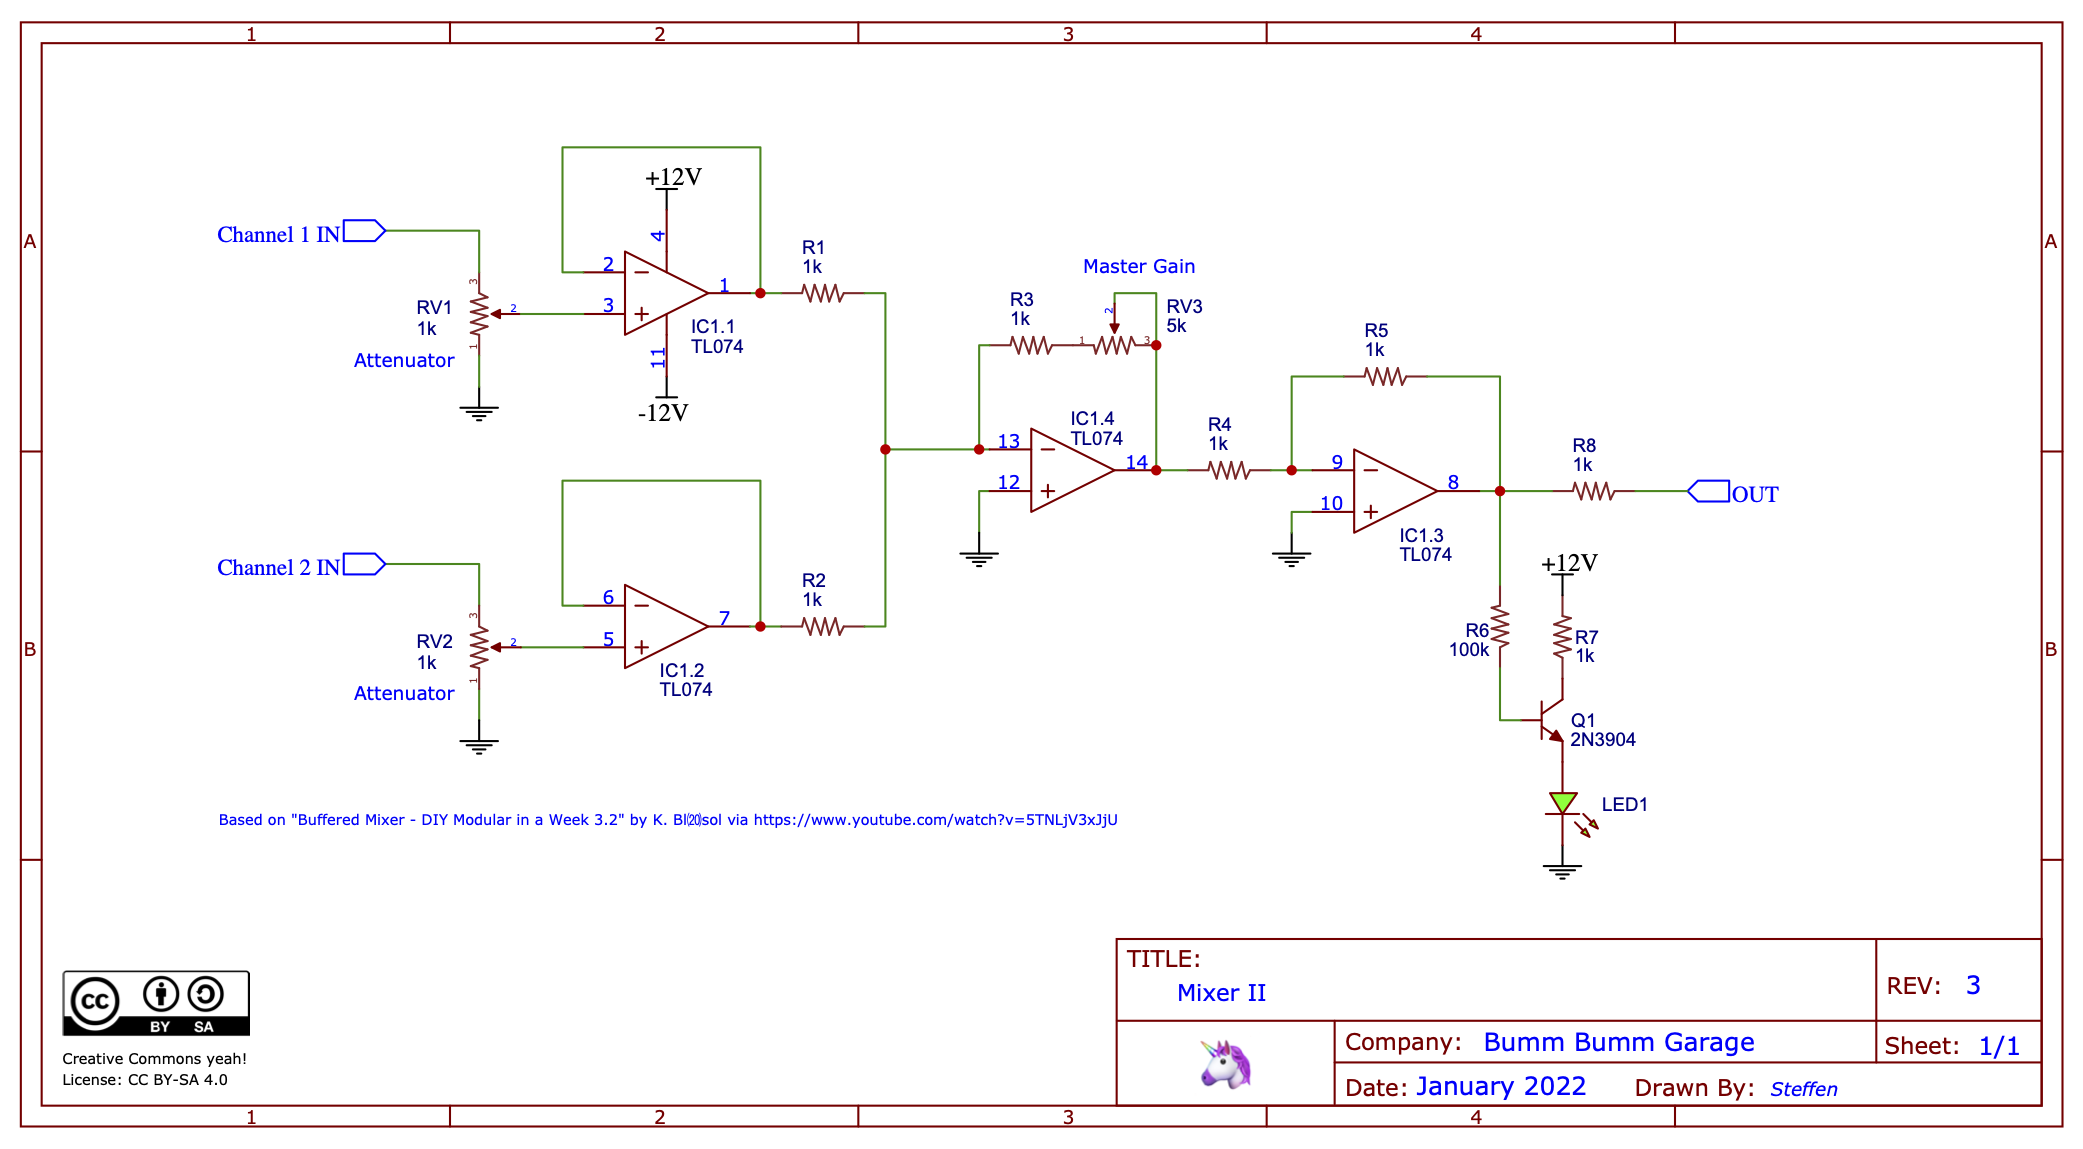 1 2 3 4
A A
B B
Channel 1 IN
RV1
1k
Attenuator
3
2
1
+12V
4
2
3
1
11
-12V
IC1.1
TL074
R1
1k
Channel 2 IN
RV2
1k
Attenuator
3
2
1
6
5
7
IC1.2
TL074
R2
1k
Master Gain
R3
1k
1
2
3
RV3
5k
IC1.4
TL074
13
12
14
R4
1k
R5
1k
9
10
8
IC1.3
TL074
R8
1k
OUT
+12V
R6
100k
R7
1k
Q1
2N3904
LED1
Based on "Buffered Mixer - DIY Modular in a Week 3.2" by K. Bl⒇sol via https://www.youtube.com/watch?v=5TNLjV3xJjU
cc
BY SA
Creative Commons yeah!
License: CC BY-SA 4.0
TITLE:
Mixer II
REV: 3
Company: Bumm Bumm Garage
Sheet: 1/1
Date: January 2022 Drawn By: Steffen
1 2 3 4